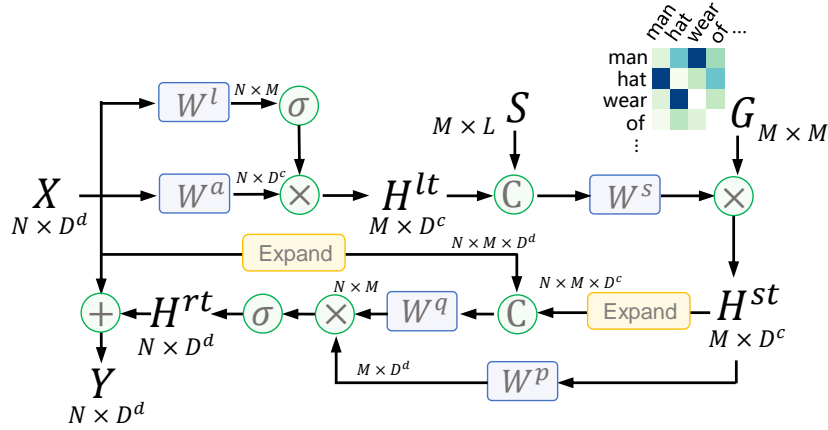 man hat wear of ...
man
hat
wear
of
...
W^l N × M σ
S
M × L
G M × M
X
N × D^d
W^a N × D^c ×
H^{lt}
M × D^c
C
W^s
×
Expand
N × M × D^d
+
H^{rt}
N × D^d
σ
×
N × M
W^q
C
N × M × D^c
Expand
H^{st}
M × D^c
Y
N × D^d
M × D^d
W^p